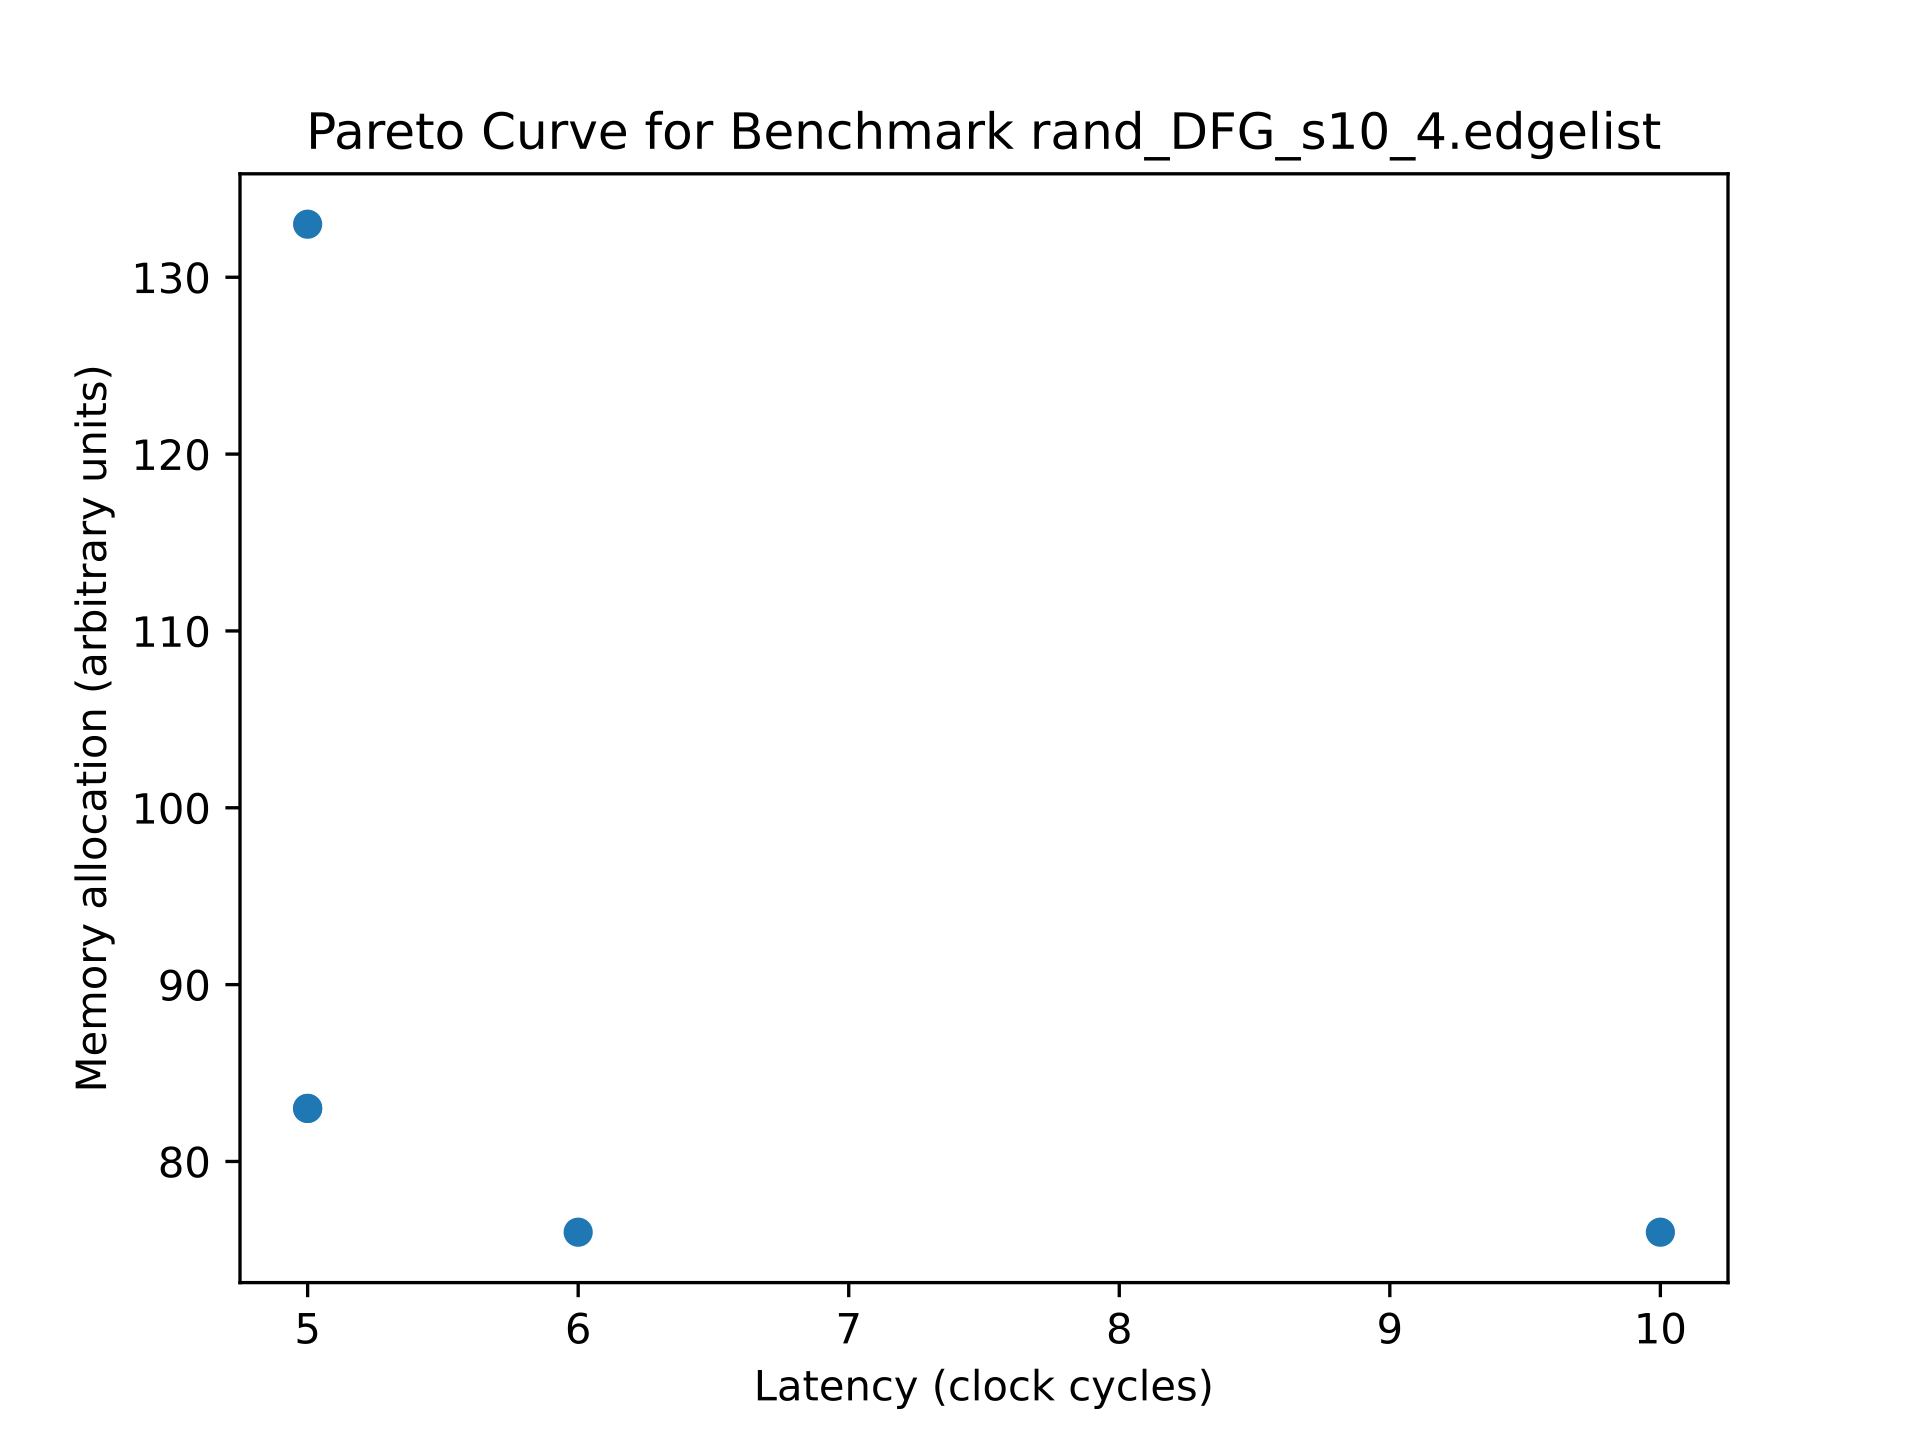 Pareto Curve for Benchmark rand_DFG_s10_4.edgelist
Memory allocation (arbitrary units)
130
120
110
100
90
80
5 6 7 8 9 10
Latency (clock cycles)